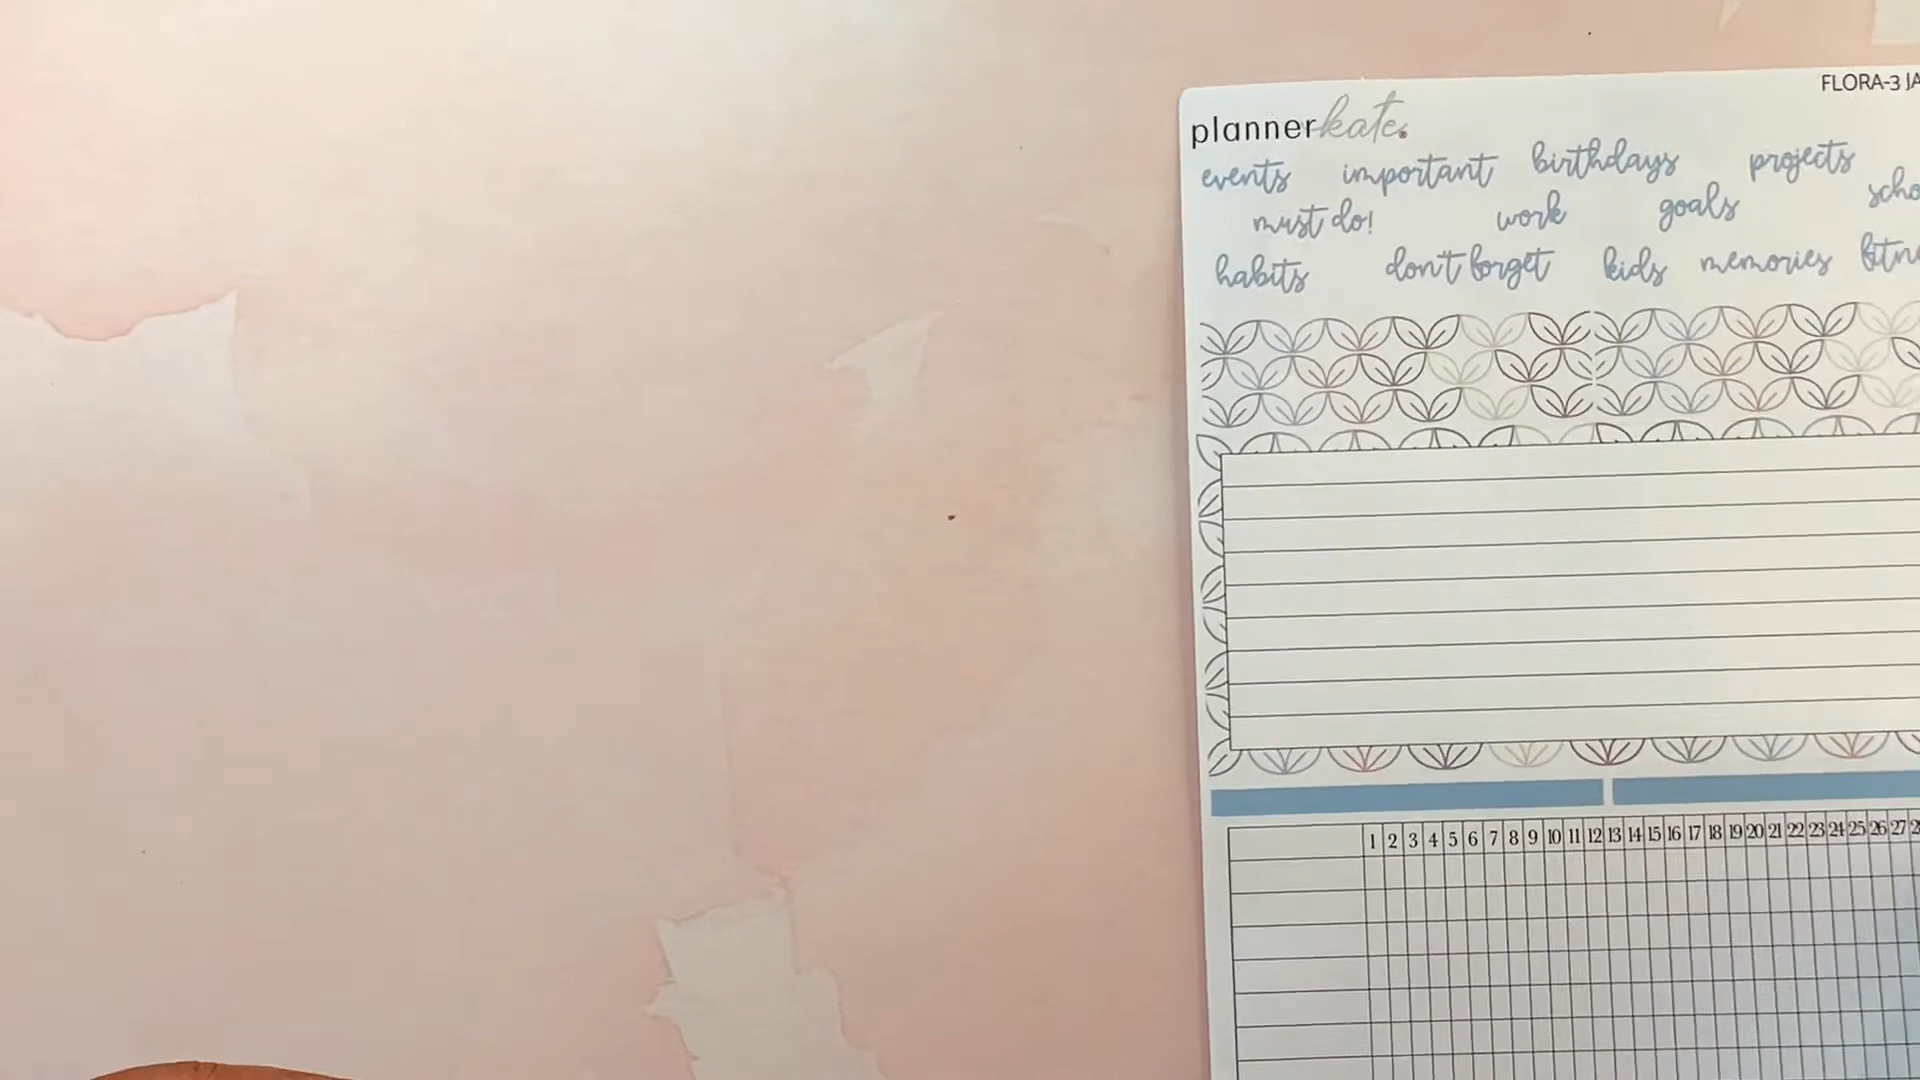 FLORA-3
plannerkate
events important birthdays projects
must do! work goals
habits don't forget kids memories
1 2 3 4 5 6 7 8 9 10 11 12 13 14 15 16 17 18 19 20 21 22 23 24 25 26 27